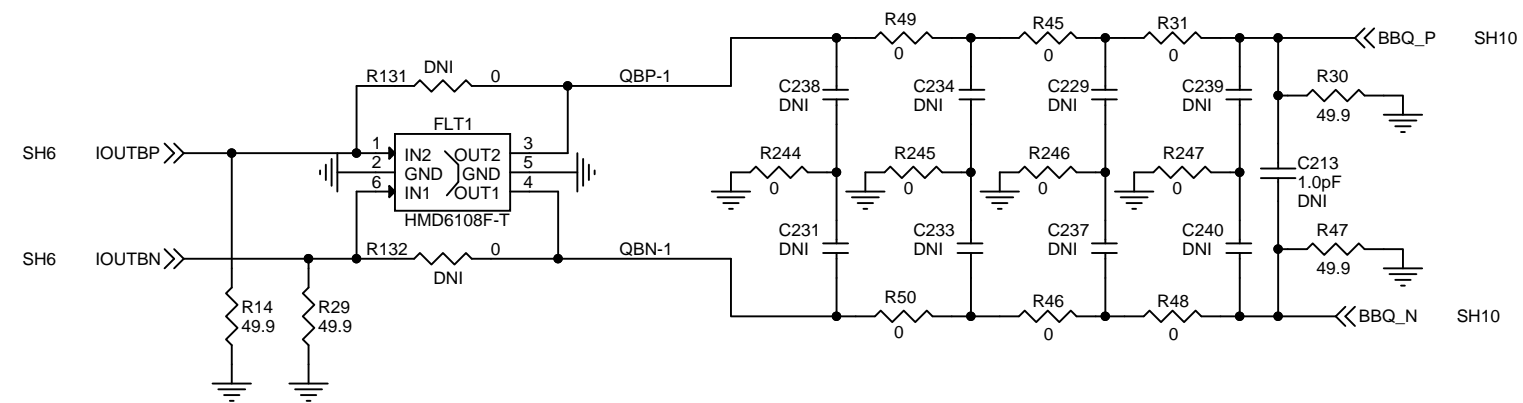 R49
0
R45
0
R31
0
BBQ_P SH10
R131 DNI 0
QBP-1
C238
DNI
C234
DNI
C229
DNI
C239
DNI
R30
49.9
FLT1
SH6 IOUTBP
1 IN2 OUT2 3
2 GND GND 5
6 IN1 OUT1 4
HMD6108F-T
R244
0
R245
0
R246
0
R247
0
C213
1.0pF
DNI
C231
DNI
C233
DNI
C237
DNI
C240
DNI
R47
49.9
SH6 IOUTBN
R132 0
DNI
QBN-1
R14
49.9
R29
49.9
R50
0
R46
0
R48
0
BBQ_N SH10